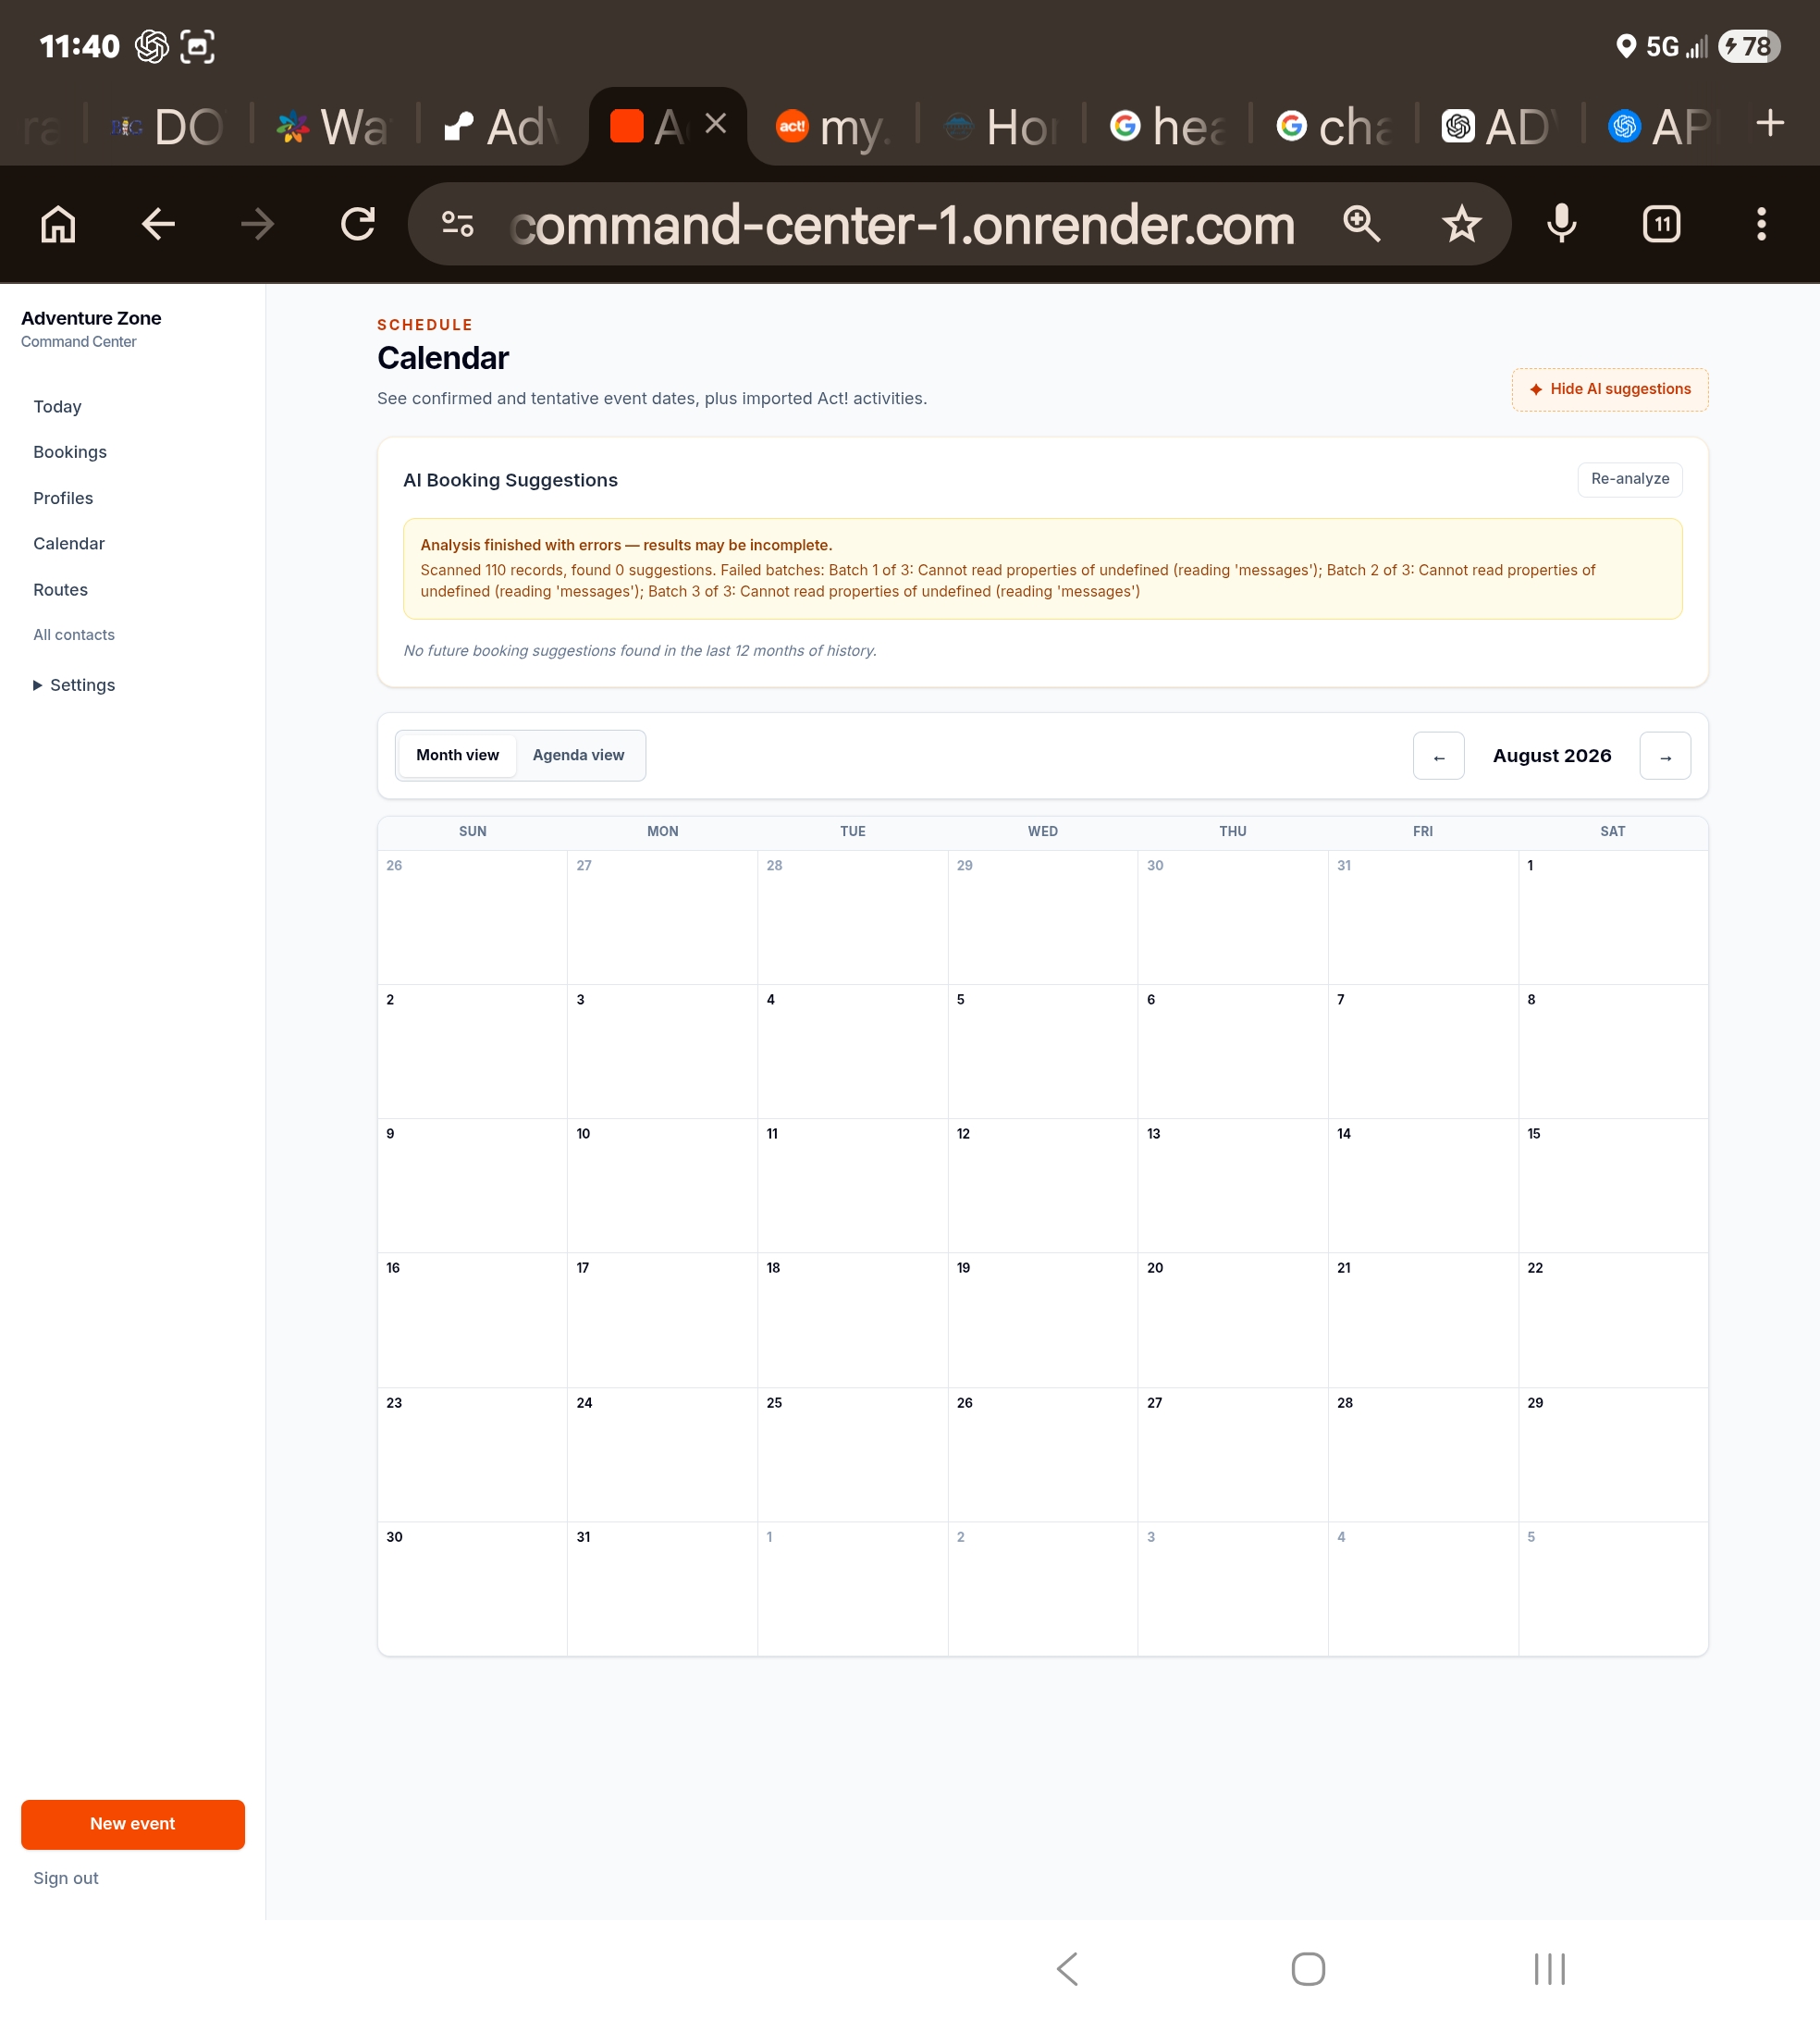 11:40 5G 78
DO Wa Adv A my. Hor hea cha AD AP
command-center-1.onrender.com 11
Adventure Zone
Command Center
Today
Bookings
Profiles
Calendar
Routes
All contacts
Settings
New event
Sign out
SCHEDULE
Calendar
See confirmed and tentative event dates, plus imported Act! activities.
Hide AI suggestions
AI Booking Suggestions
Re-analyze
Analysis finished with errors — results may be incomplete.
Scanned 110 records, found 0 suggestions. Failed batches: Batch 1 of 3: Cannot read properties of undefined (reading 'messages'); Batch 2 of 3: Cannot read properties of
undefined (reading 'messages'); Batch 3 of 3: Cannot read properties of undefined (reading 'messages')
No future booking suggestions found in the last 12 months of history.
Month view Agenda view ← August 2026 →
SUN MON TUE WED THU FRI SAT
26 27 28 29 30 31 1
2 3 4 5 6 7 8
9 10 11 12 13 14 15
16 17 18 19 20 21 22
23 24 25 26 27 28 29
30 31 1 2 3 4 5